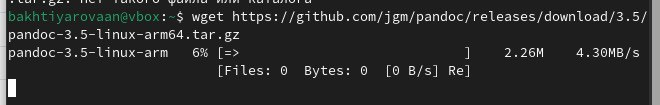 .tar.gz: Нет такого файла или каталога
bakhtiyarovaan@vbox:~$ wget https://github.com/jgm/pandoc/releases/download/3.5/
pandoc-3.5-linux-arm64.tar.gz
pandoc-3.5-linux-arm   6% [=>                    ]   2.26M   4.30MB/s
[Files: 0  Bytes: 0  [0 B/s] Re]